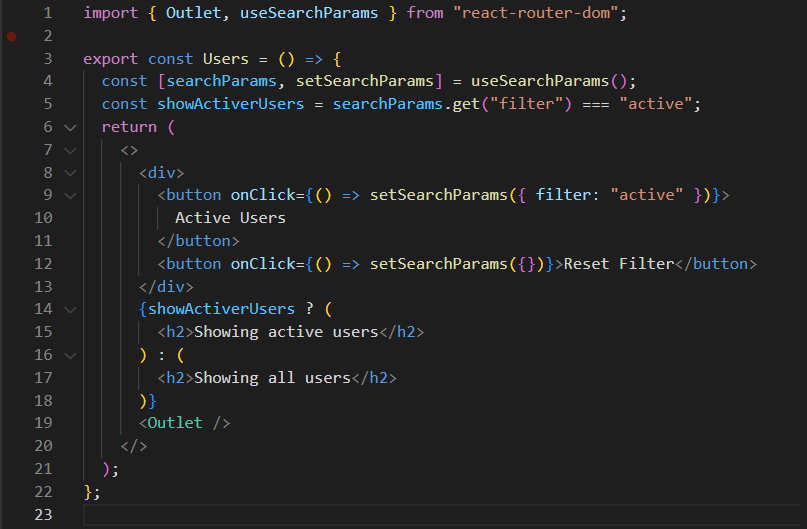 1 import { Outlet, useSearchParams } from "react-router-dom";
2
3 export const Users = () => {
4 const [searchParams, setSearchParams] = useSearchParams();
5 const showActiverUsers = searchParams.get("filter") === "active";
6 return (
7 <>
8 <div>
9 <button onClick={() => setSearchParams({ filter: "active" })}>
10 Active Users
11 </button>
12 <button onClick={() => setSearchParams({})}>Reset Filter</button>
13 </div>
14 {showActiverUsers ? (
15 <h2>Showing active users</h2>
16 ) : (
17 <h2>Showing all users</h2>
18 )}
19 <Outlet />
20 </>
21 );
22 };
23